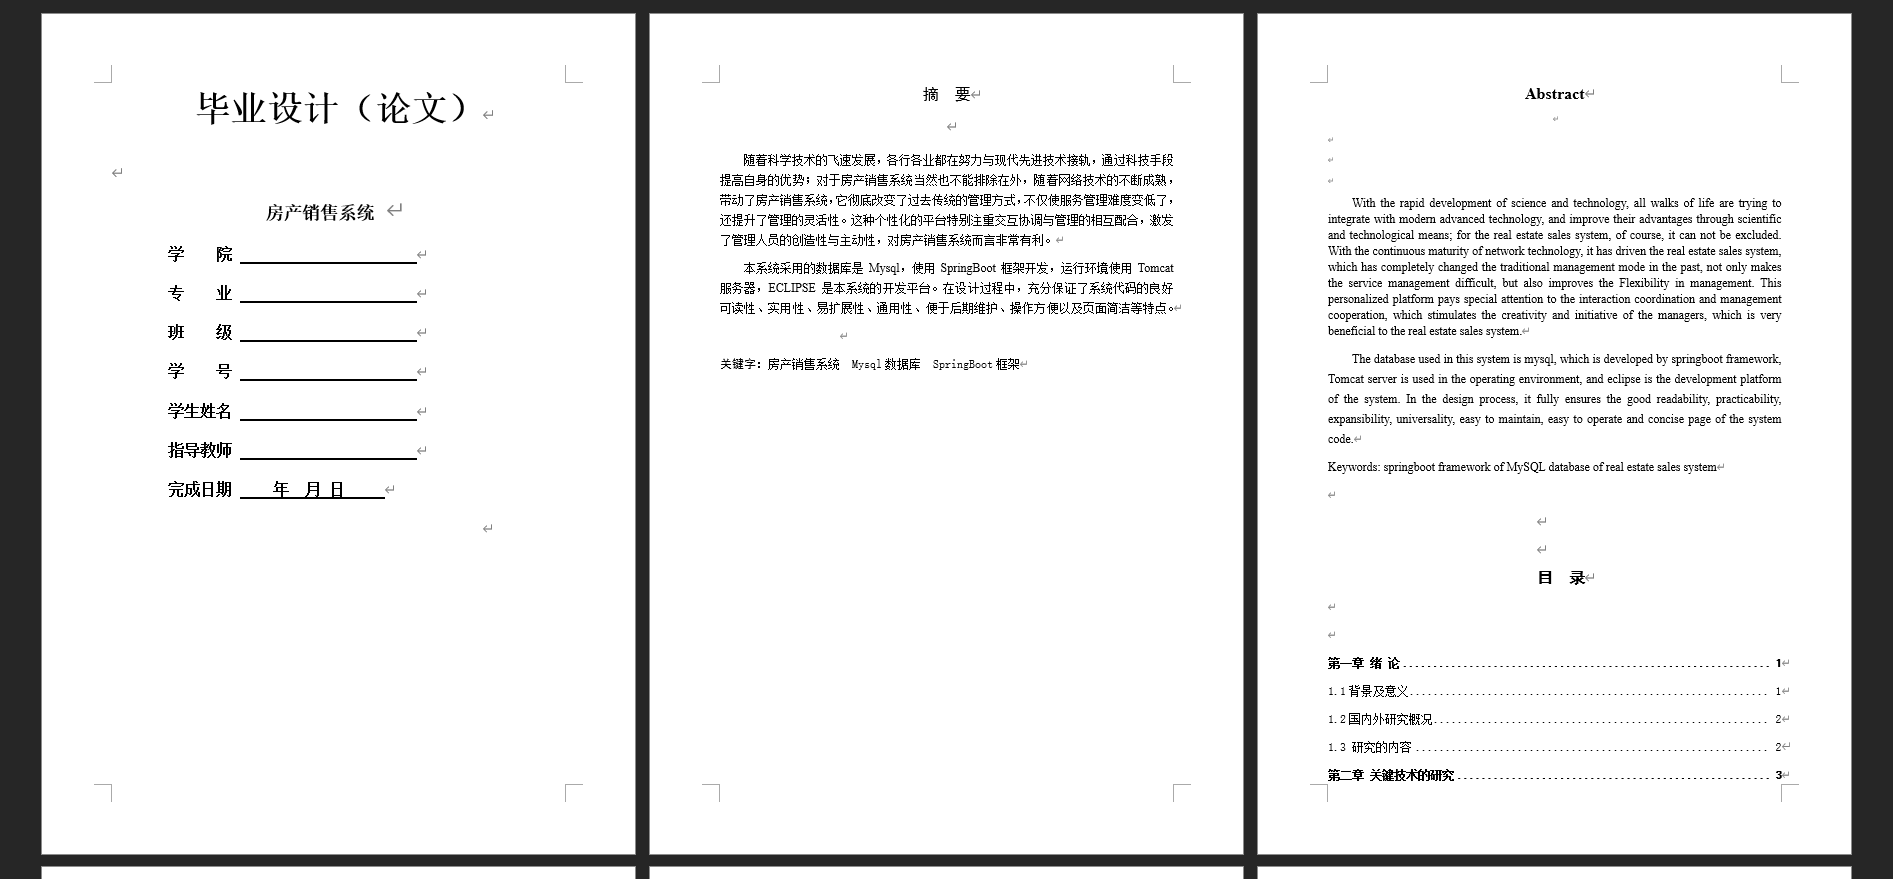 毕业设计（论文）
房产销售系统
学 院
专 业
班 级
学 号
学生姓名
指导教师
完成日期 年 月 日
摘 要
随着科学技术的飞速发展，各行各业都在努力与现代先进技术接轨，通过科技手段
提高自身的优势；对于房产销售系统当然也不能排除在外，随着网络技术的不断成熟，
带动了房产销售系统，它彻底改变了过去传统的管理方式，不仅使服务管理难度变低了，
还提升了管理的灵活性。这种个性化的平台特别注重交互协调与管理的相互配合，激发
了管理人员的创造性与主动性，对房产销售系统而言非常有利。
本系统采用的数据库是 Mysql，使用 SpringBoot 框架开发，运行环境使用 Tomcat
服务器，ECLIPSE 是本系统的开发平台。在设计过程中，充分保证了系统代码的良好
可读性、实用性、易扩展性、通用性、便于后期维护、操作方便以及页面简洁等特点。
关键字：房产销售系统 Mysql 数据库 SpringBoot 框架
Abstract
With the rapid development of science and technology, all walks of life are trying to
integrate with modern advanced technology, and improve their advantages through scientific
and technological means; for the real estate sales system, of course, it can not be excluded.
With the continuous maturity of network technology, it has driven the real estate sales system,
which has completely changed the traditional management mode in the past, not only makes
the service management difficult, but also improves the Flexibility in management. This
personalized platform pays special attention to the interaction coordination and management
cooperation, which stimulates the creativity and initiative of the managers, which is very
beneficial to the real estate sales system.
The database used in this system is mysql, which is developed by springboot framework,
Tomcat server is used in the operating environment, and eclipse is the development platform
of the system. In the design process, it fully ensures the good readability, practicability,
expansibility, universality, easy to maintain, easy to operate and concise page of the system
code.
Keywords: springboot framework of MySQL database of real estate sales system
目 录
第一章 绪 论 1
1.1 背景及意义 1
1.2 国内外研究概况 2
1.3 研究的内容 2
第二章 关键技术的研究 3